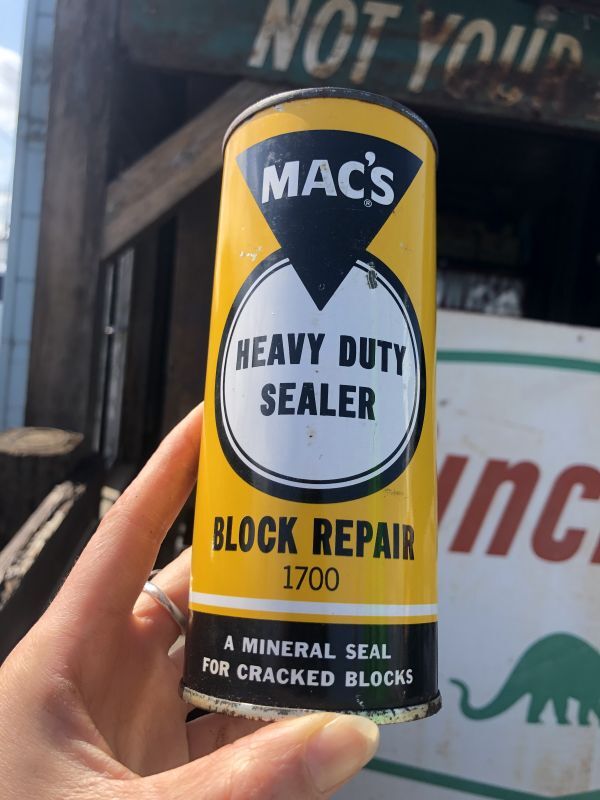 NOT YOUR
MAC'S
®
HEAVY DUTY
SEALER
BLOCK REPAIR
1700
A MINERAL SEAL
FOR CRACKED BLOCKS